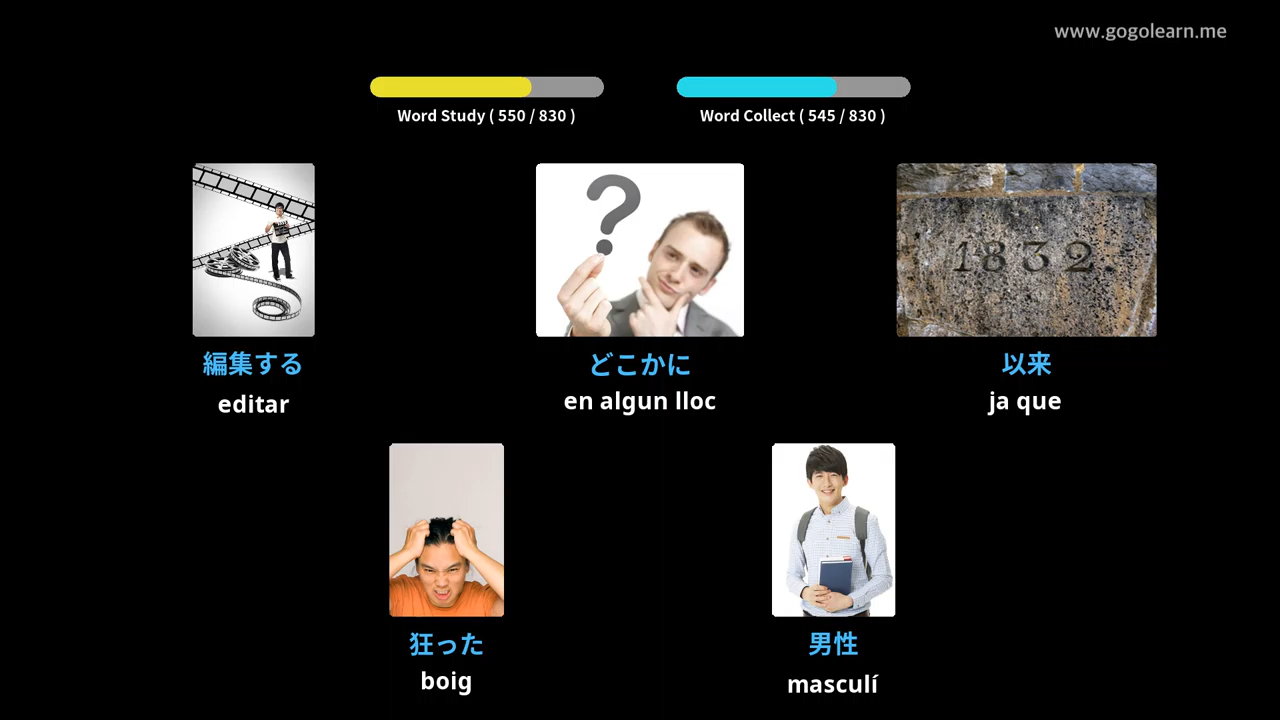 www.gogolearn.me
Word Study ( 550 / 830 )
Word Collect ( 545 / 830 )
1832.
編集する
editar
どこかに
en algun lloc
以来
ja que
狂った
boig
男性
masculí